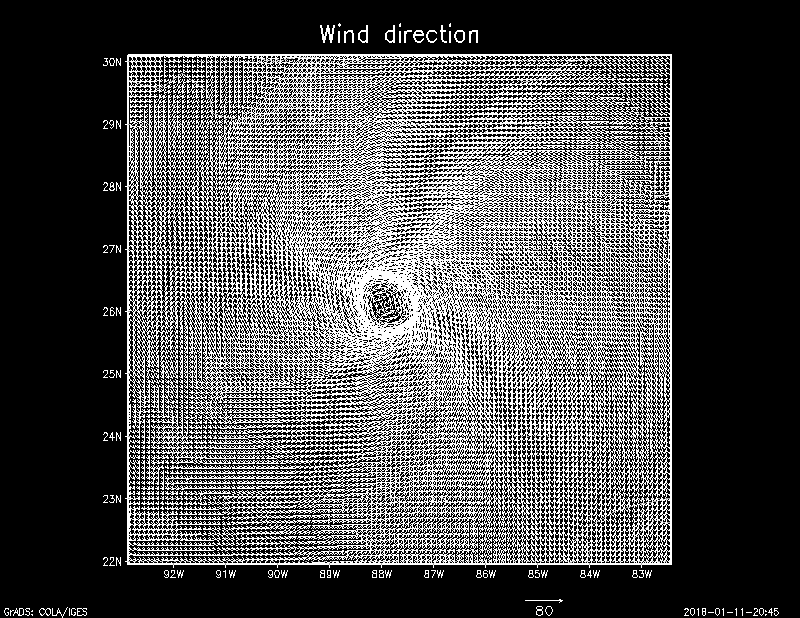 Wind direction
30N
29N
28N
27N
26N
25N
24N
23N
22N
92W 91W 90W 89W 88W 87W 86W 85W 84W 83W
80
GrADS: COLA/IGES 2018-01-11-20:45